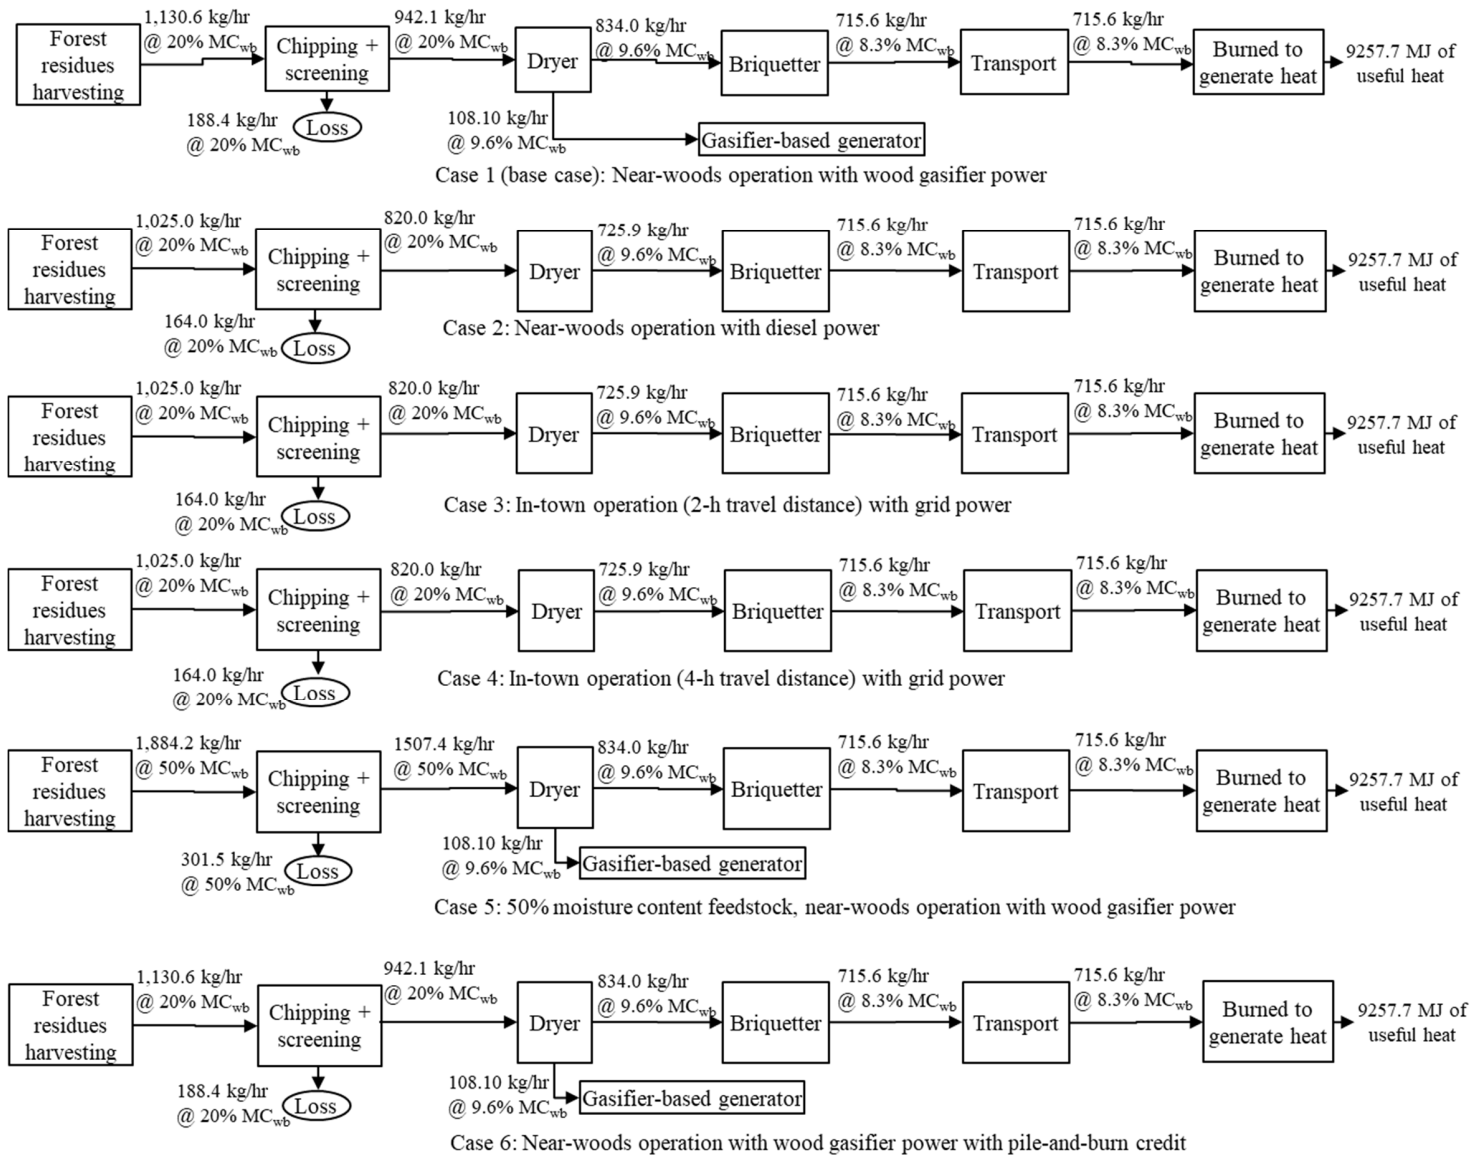 Forest
residues
harvesting
1,130.6 kg/hr
@ 20% MCwb
Chipping +
screening
188.4 kg/hr
@ 20% MCwb
Loss
942.1 kg/hr
@ 20% MCwb
Dryer
108.10 kg/hr
@ 9.6% MCwb
Gasifier-based generator
834.0 kg/hr
@ 9.6% MCwb
Briquetter
715.6 kg/hr
@ 8.3% MCwb
Transport
715.6 kg/hr
@ 8.3% MCwb
Burned to
generate heat
9257.7 MJ of
useful heat
Case 1 (base case): Near-woods operation with wood gasifier power
Forest
residues
harvesting
1,025.0 kg/hr
@ 20% MCwb
Chipping +
screening
164.0 kg/hr
@ 20% MCwb
Loss
820.0 kg/hr
@ 20% MCwb
Dryer
725.9 kg/hr
@ 9.6% MCwb
Briquetter
715.6 kg/hr
@ 8.3% MCwb
Transport
715.6 kg/hr
@ 8.3% MCwb
Burned to
generate heat
9257.7 MJ of
useful heat
Case 2: Near-woods operation with diesel power
Forest
residues
harvesting
1,025.0 kg/hr
@ 20% MCwb
Chipping +
screening
164.0 kg/hr
@ 20% MCwb
Loss
820.0 kg/hr
@ 20% MCwb
Dryer
725.9 kg/hr
@ 9.6% MCwb
Briquetter
715.6 kg/hr
@ 8.3% MCwb
Transport
715.6 kg/hr
@ 8.3% MCwb
Burned to
generate heat
9257.7 MJ of
useful heat
Case 3: In-town operation (2-h travel distance) with grid power
Forest
residues
harvesting
1,025.0 kg/hr
@ 20% MCwb
Chipping +
screening
164.0 kg/hr
@ 20% MCwb
Loss
820.0 kg/hr
@ 20% MCwb
Dryer
725.9 kg/hr
@ 9.6% MCwb
Briquetter
715.6 kg/hr
@ 8.3% MCwb
Transport
715.6 kg/hr
@ 8.3% MCwb
Burned to
generate heat
9257.7 MJ of
useful heat
Case 4: In-town operation (4-h travel distance) with grid power
Forest
residues
harvesting
1,884.2 kg/hr
@ 50% MCwb
Chipping +
screening
301.5 kg/hr
@ 50% MCwb
Loss
1507.4 kg/hr
@ 50% MCwb
Dryer
108.10 kg/hr
@ 9.6% MCwb
Gasifier-based generator
834.0 kg/hr
@ 9.6% MCwb
Briquetter
715.6 kg/hr
@ 8.3% MCwb
Transport
715.6 kg/hr
@ 8.3% MCwb
Burned to
generate heat
9257.7 MJ of
useful heat
Case 5: 50% moisture content feedstock, near-woods operation with wood gasifier power
Forest
residues
harvesting
1,130.6 kg/hr
@ 20% MCwb
Chipping +
screening
188.4 kg/hr
@ 20% MCwb
Loss
942.1 kg/hr
@ 20% MCwb
Dryer
108.10 kg/hr
@ 9.6% MCwb
Gasifier-based generator
834.0 kg/hr
@ 9.6% MCwb
Briquetter
715.6 kg/hr
@ 8.3% MCwb
Transport
715.6 kg/hr
@ 8.3% MCwb
Burned to
generate heat
9257.7 MJ of
useful heat
Case 6: Near-woods operation with wood gasifier power with pile-and-burn credit